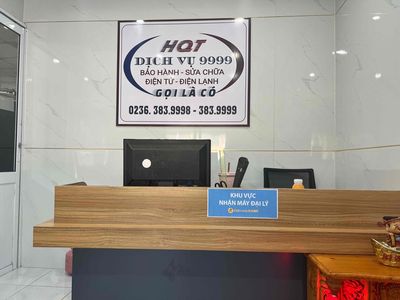 HQT
DỊCH VỤ 9999
BẢO HÀNH - SỬA CHỮA
ĐIỆN TỬ - ĐIỆN LẠNH
GỌI LÀ CÓ
0236. 383.9998 - 383.9999
KHU VỰC
NHẬN MÁY ĐẠI LÝ